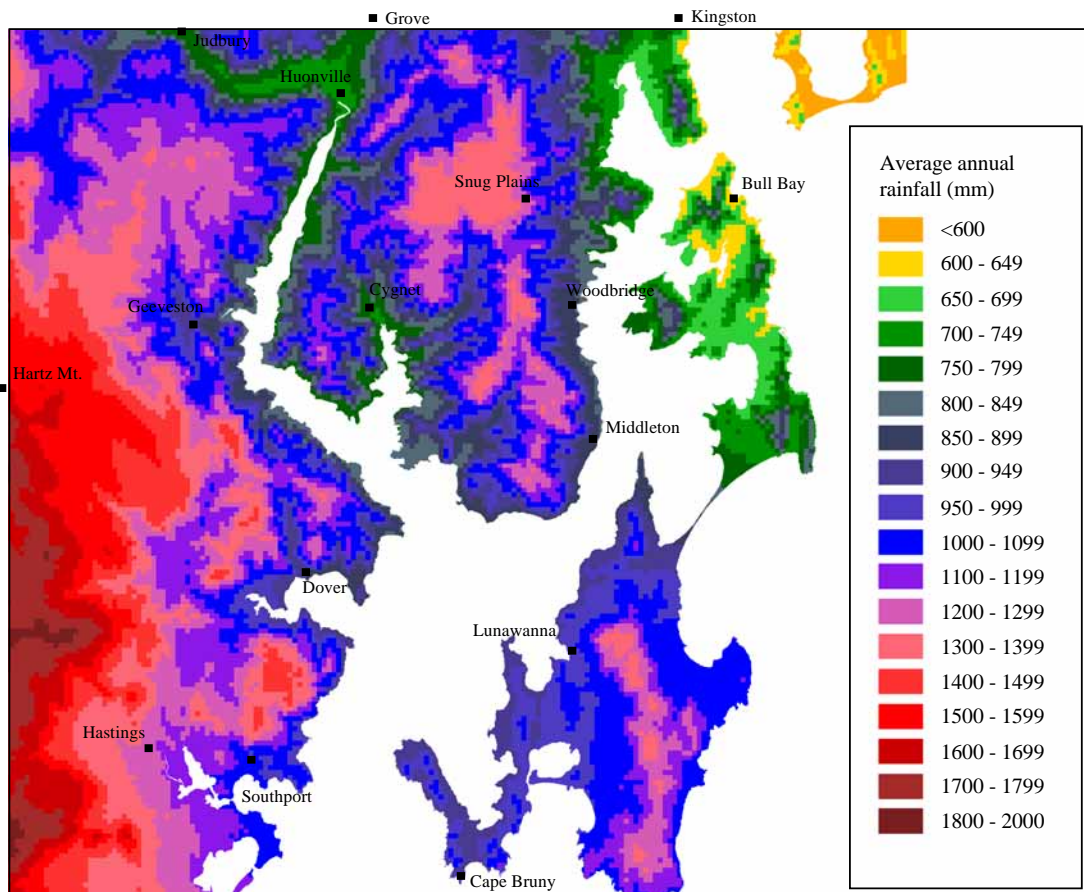 Grove
Kingston
Judbury
Huonville
Snug Plains
Bull Bay
Cygnet
Woodbridge
Geeveston
Hartz Mt.
Middleton
Dover
Lunawanna
Hastings
Southport
Cape Bruny
Average annual
rainfall (mm)
<600
600 - 649
650 - 699
700 - 749
750 - 799
800 - 849
850 - 899
900 - 949
950 - 999
1000 - 1099
1100 - 1199
1200 - 1299
1300 - 1399
1400 - 1499
1500 - 1599
1600 - 1699
1700 - 1799
1800 - 2000